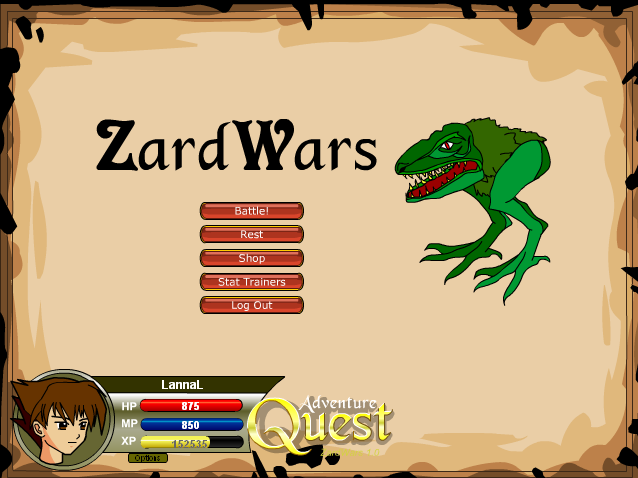 ZardWars
Battle!
Rest
Shop
Stat Trainers
Log Out
LannaL
HP 875
MP 850
XP 152535
Options
Adventure
Quest